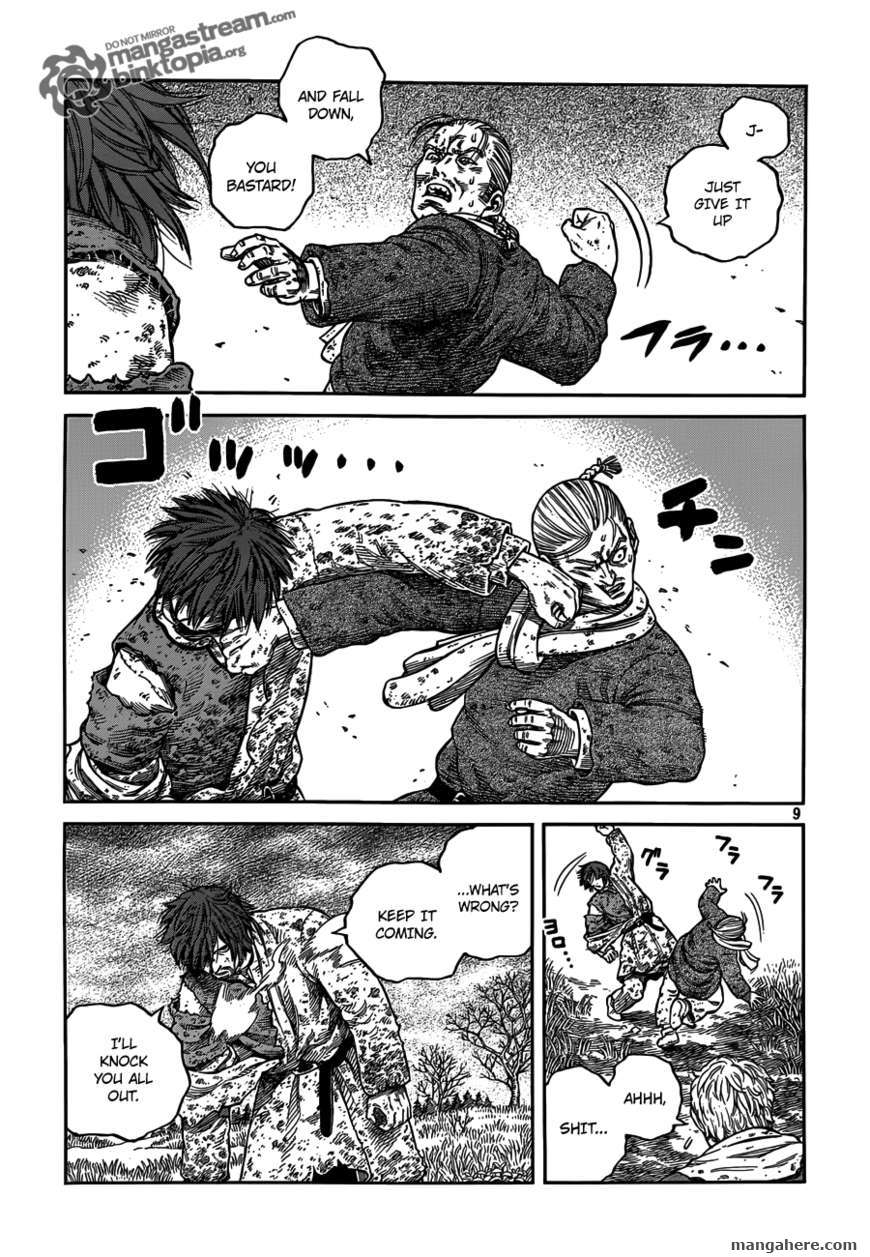 DO NOT MIRROR
mangastream.com
binktopia.org
J-
JUST
GIVE IT
UP
AND FALL
DOWN,
YOU
BASTARD!
フラ...
ゴッッ...
チン
9
フラ
フラ
グラ
ヨロ...
AHHH,
SHIT...
...WHAT'S
WRONG?
KEEP IT
COMING.
I'LL
KNOCK
YOU ALL
OUT.
mangahere.com